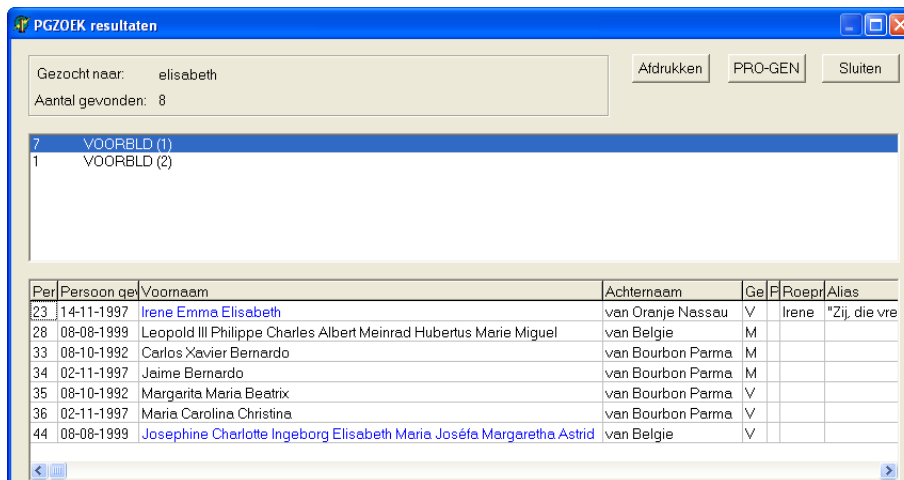 PGZOEK resultaten
Gezocht naar: elisabeth
Aantal gevonden: 8
Afdrukken PRO-GEN Sluiten
7 VOORBLD (1)
1 VOORBLD (2)
Per Persoon gev Voornaam Achternaam Ge P Roepr Alias
23 14-11-1997 Irene Emma Elisabeth van Oranje Nassau V Irene "Zij, die vre
28 08-08-1999 Leopold III Philippe Charles Albert Meinrad Hubertus Marie Miguel van Belgie M
33 08-10-1992 Carlos Xavier Bernardo van Bourbon Parma M
34 02-11-1997 Jaime Bernardo van Bourbon Parma M
35 08-10-1992 Margarita Maria Beatrix van Bourbon Parma V
36 02-11-1997 Maria Carolina Christina van Bourbon Parma V
44 08-08-1999 Josephine Charlotte Ingeborg Elisabeth Maria Joséfa Margaretha Astrid van Belgie V